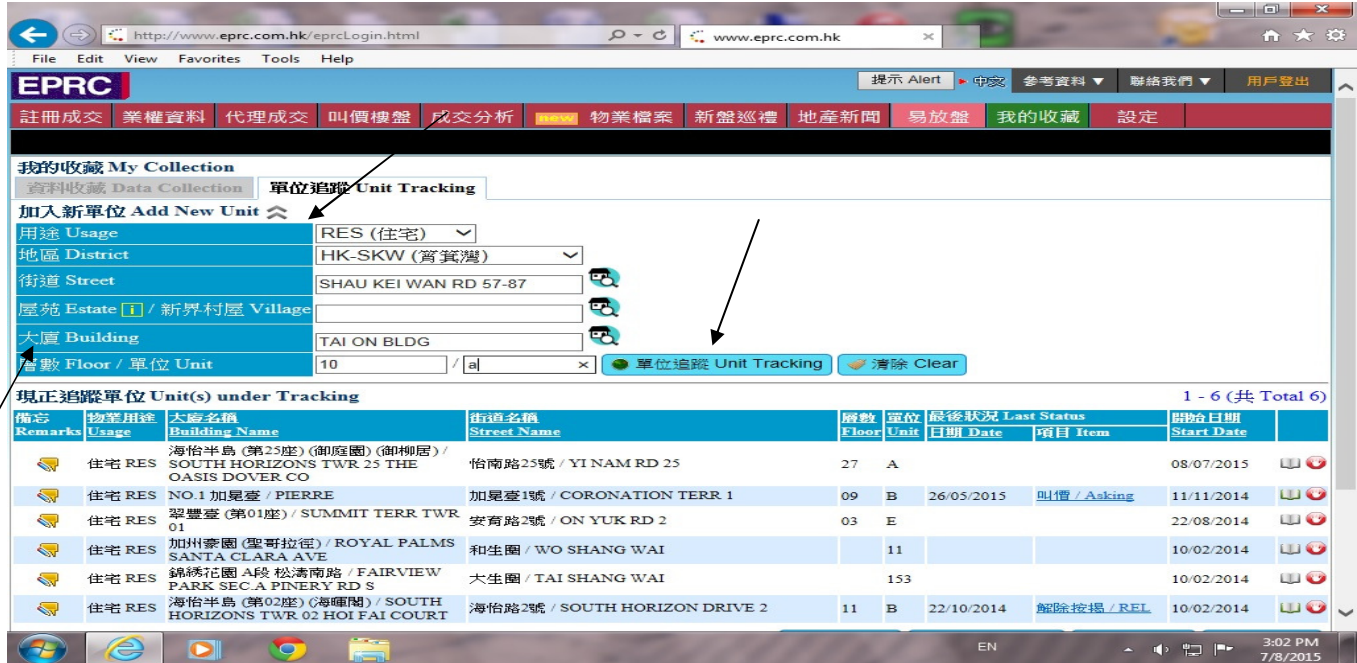 http://www.eprc.com.hk/eprcLogin.html
www.eprc.com.hk
File Edit View Favorites Tools Help
EPRC
提示 Alert 中文 參考資料 ▼ 聯絡我們 ▼ 用戶登出
註冊成交 業權資料 代理成交 叫價樓盤 成交分析 new 物業檔案 新盤巡禮 地產新聞 易放盤 我的收藏 設定
我的收藏 My Collection
資料收藏 Data Collection 單位追蹤 Unit Tracking
加入新單位 Add New Unit
用途 Usage RES (住宅)
地區 District HK-SKW (筲箕灣)
街道 Street SHAU KEI WAN RD 57-87
屋苑 Estate i / 新界村屋 Village
大廈 Building TAI ON BLDG
層數 Floor / 單位 Unit 10 / a × 單位追蹤 Unit Tracking 清除 Clear
現正追蹤單位 Unit(s) under Tracking 1 - 6 (共 Total 6)
備忘 物業用途 大廈名稱 街道名稱 層數 單位 最後狀況 Last Status 開始日期
Remarks Usage Building Name Street Name Floor Unit 日期 Date 項目 Item Start Date
海怡半島 (第25座) (御庭園) (御柳居) /
住宅 RES SOUTH HORIZONS TWR 25 THE 怡南路25號 / YI NAM RD 25 27 A 08/07/2015
OASIS DOVER CO
住宅 RES NO.1 加冕臺 / PIERRE 加冕臺1號 / CORONATION TERR 1 09 B 26/05/2015 叫價 / Asking 11/11/2014
翠豐臺 (第01座) / SUMMIT TERR TWR
住宅 RES 01 安育路2號 / ON YUK RD 2 03 E 22/08/2014
加州豪園 (聖哥拉徑) / ROYAL PALMS
住宅 RES SANTA CLARA AVE 和生圍 / WO SHANG WAI 11 10/02/2014
錦綉花園 A段 松濤南路 / FAIRVIEW
住宅 RES PARK SEC.A PINERY RD S 大生圍 / TAI SHANG WAI 153 10/02/2014
海怡半島 (第02座) (海暉閣) / SOUTH
住宅 RES HORIZONS TWR 02 HOI FAI COURT 海怡路2號 / SOUTH HORIZON DRIVE 2 11 B 22/10/2014 解除按揭 / REL 10/02/2014
EN
3:02 PM
7/8/2015